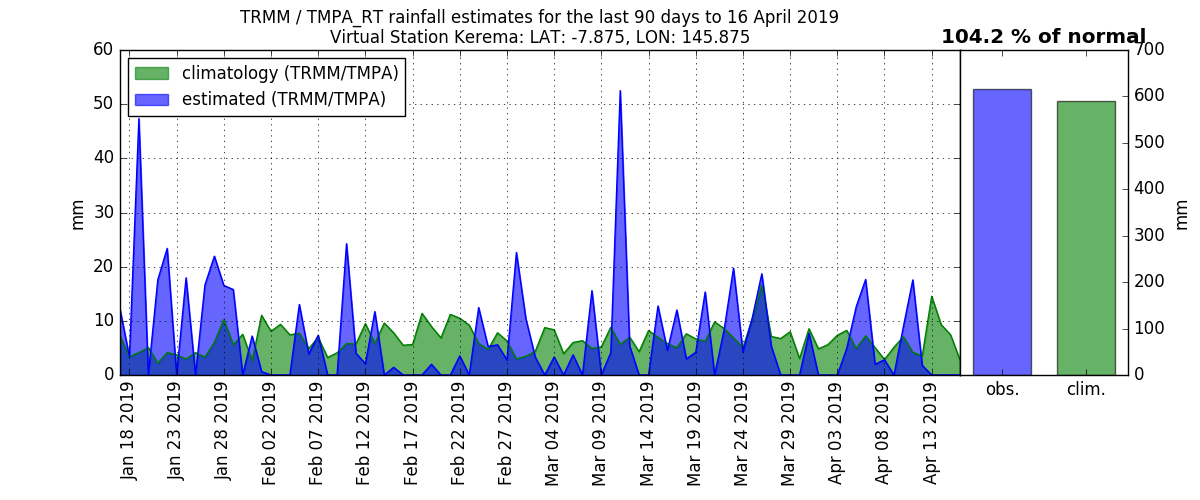 TRMM / TMPA_RT rainfall estimates for the last 90 days to 16 April 2019
Virtual Station Kerema: LAT: -7.875, LON: 145.875
104.2 % of normal
climatology (TRMM/TMPA)
estimated (TRMM/TMPA)
60
50
40
30
20
10
0
mm
Jan 18 2019
Jan 23 2019
Jan 28 2019
Feb 02 2019
Feb 07 2019
Feb 12 2019
Feb 17 2019
Feb 22 2019
Feb 27 2019
Mar 04 2019
Mar 09 2019
Mar 14 2019
Mar 19 2019
Mar 24 2019
Mar 29 2019
Apr 03 2019
Apr 08 2019
Apr 13 2019
obs.
clim.
700
600
500
400
300
200
100
0
mm